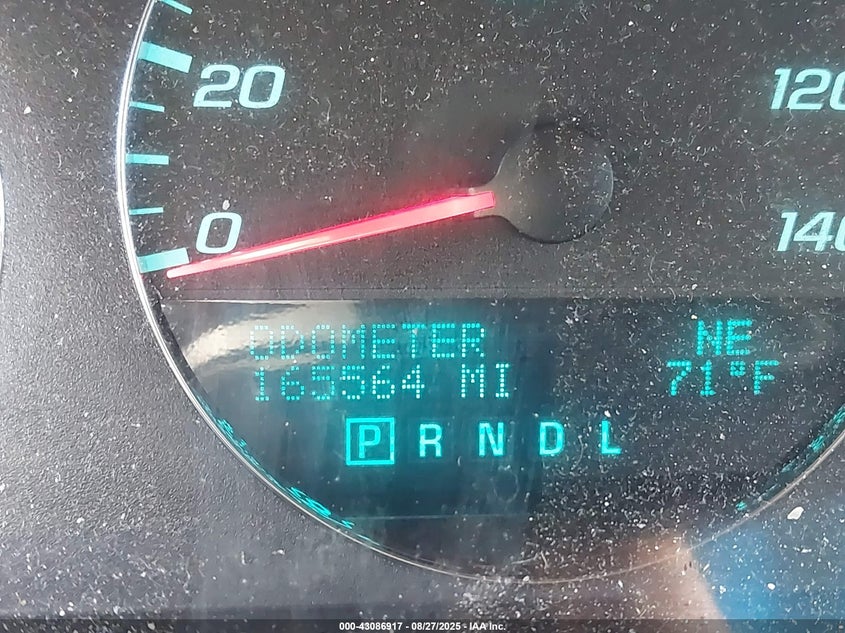 20
120
0
140
ODOMETER NE
165564 MI 71°F
P R N D L
000-43086917 - 08/27/2025 - IAA Inc.